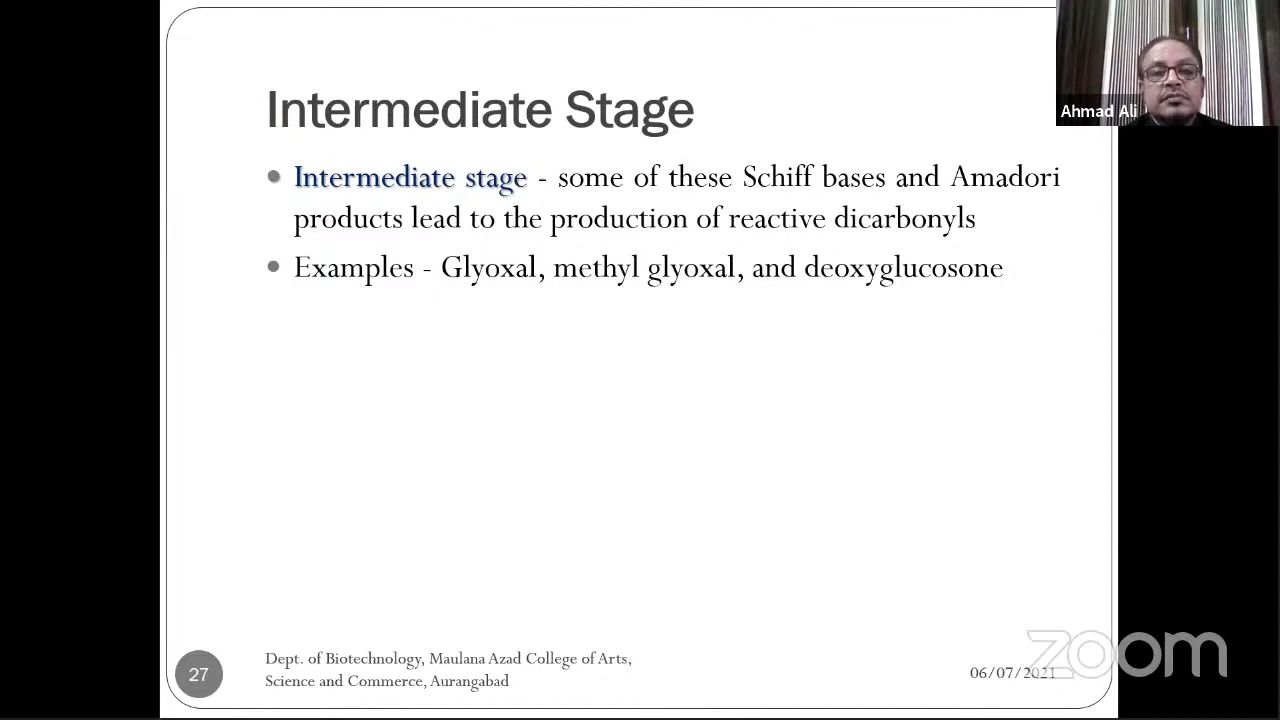 Ahmad Ali
Intermediate Stage
Intermediate stage - some of these Schiff bases and Amadori
products lead to the production of reactive dicarbonyls
Examples - Glyoxal, methyl glyoxal, and deoxyglucosone
27
Dept. of Biotechnology, Maulana Azad College of Arts,
Science and Commerce, Aurangabad
06/07/2021
zoom